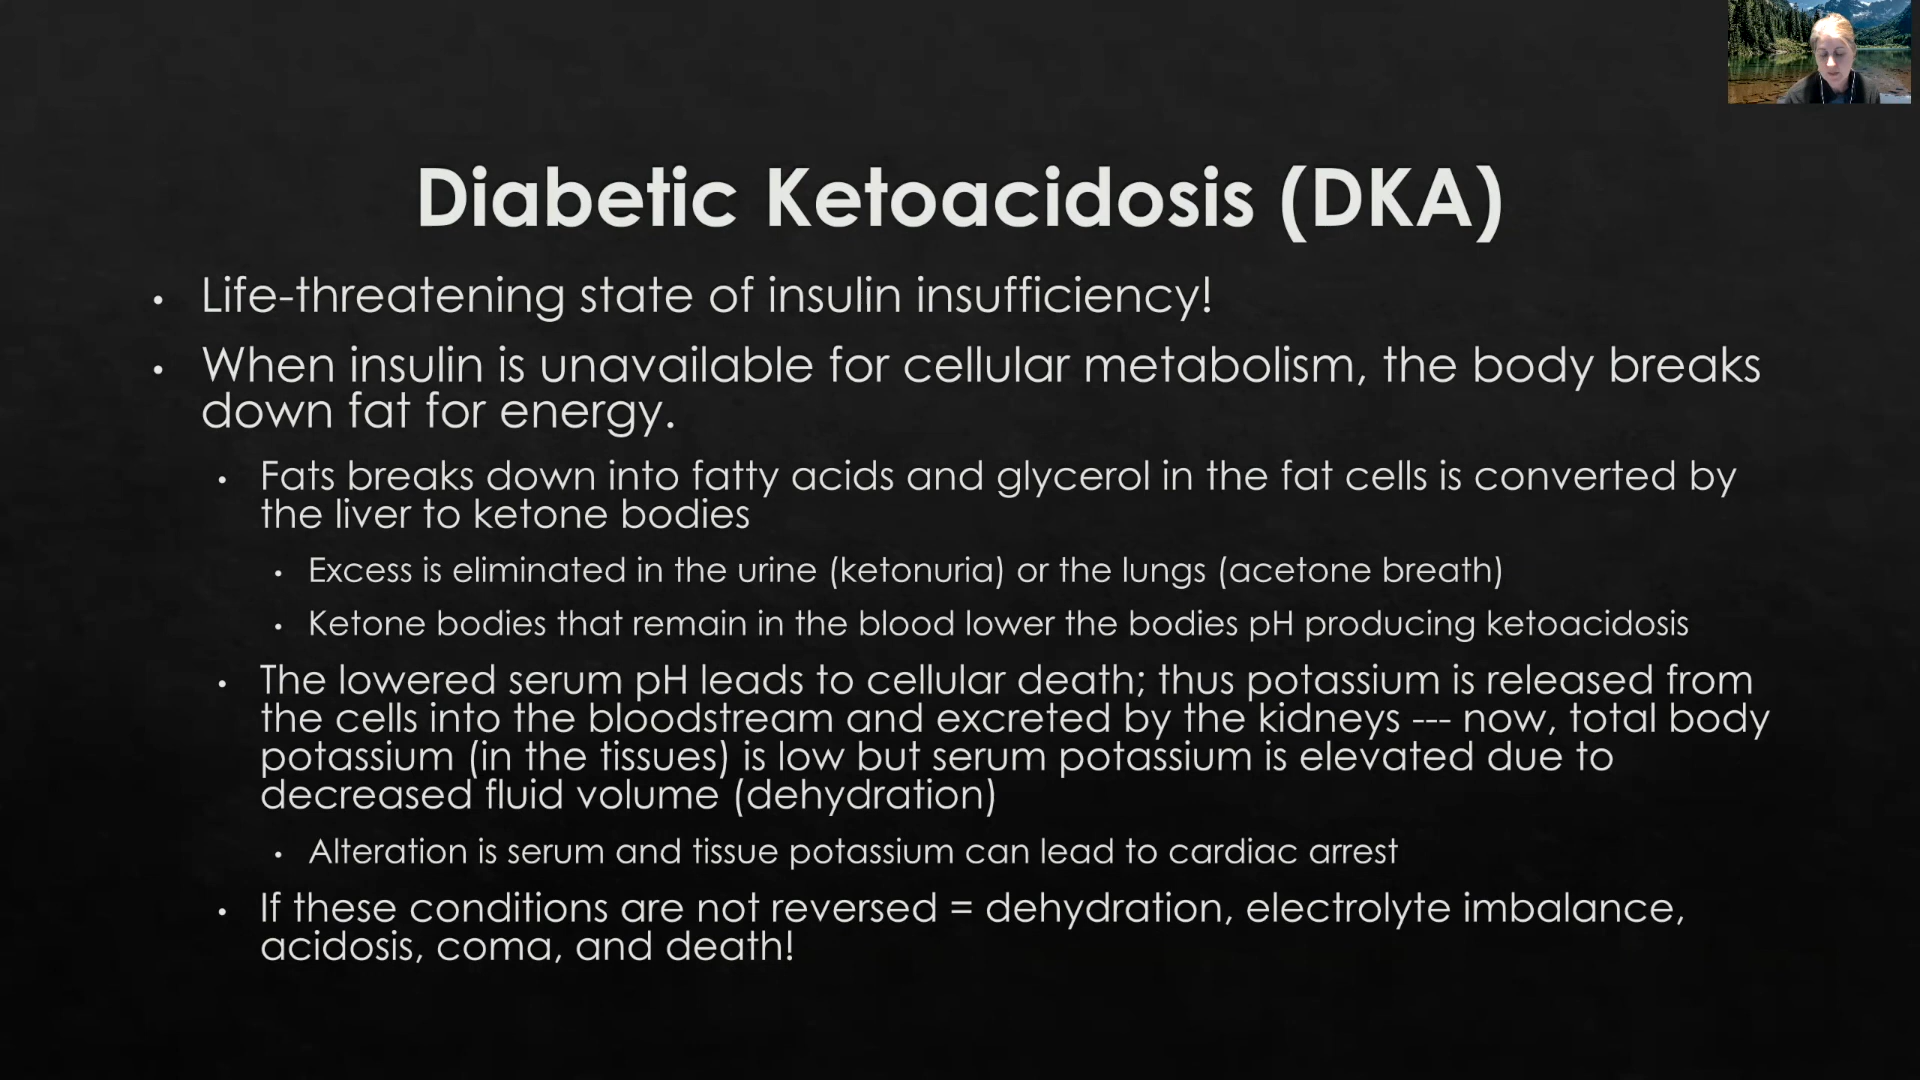 Diabetic Ketoacidosis (DKA)
• Life-threatening state of insulin insufficiency!
• When insulin is unavailable for cellular metabolism, the body breaks
down fat for energy.
• Fats breaks down into fatty acids and glycerol in the fat cells is converted by
the liver to ketone bodies
• Excess is eliminated in the urine (ketonuria) or the lungs (acetone breath)
• Ketone bodies that remain in the blood lower the bodies pH producing ketoacidosis
• The lowered serum pH leads to cellular death; thus potassium is released from
the cells into the bloodstream and excreted by the kidneys --- now, total body
potassium (in the tissues) is low but serum potassium is elevated due to
decreased fluid volume (dehydration)
• Alteration is serum and tissue potassium can lead to cardiac arrest
• If these conditions are not reversed = dehydration, electrolyte imbalance,
acidosis, coma, and death!